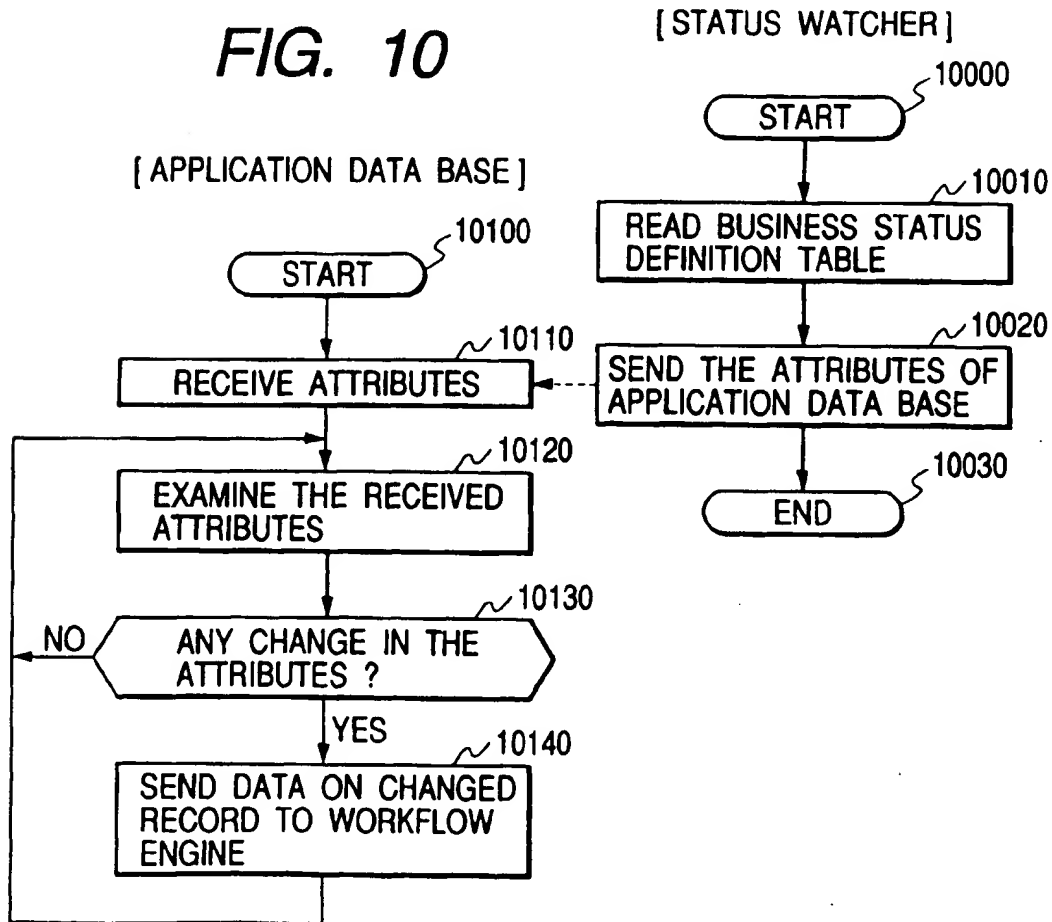 FIG. 10
[STATUS WATCHER]
10000
START
10010
READ BUSINESS STATUS
DEFINITION TABLE
10020
SEND THE ATTRIBUTES OF
APPLICATION DATA BASE
10030
END
[APPLICATION DATA BASE]
10100
START
10110
RECEIVE ATTRIBUTES
10120
EXAMINE THE RECEIVED
ATTRIBUTES
10130
ANY CHANGE IN THE
ATTRIBUTES ?
NO
YES
10140
SEND DATA ON CHANGED
RECORD TO WORKFLOW
ENGINE